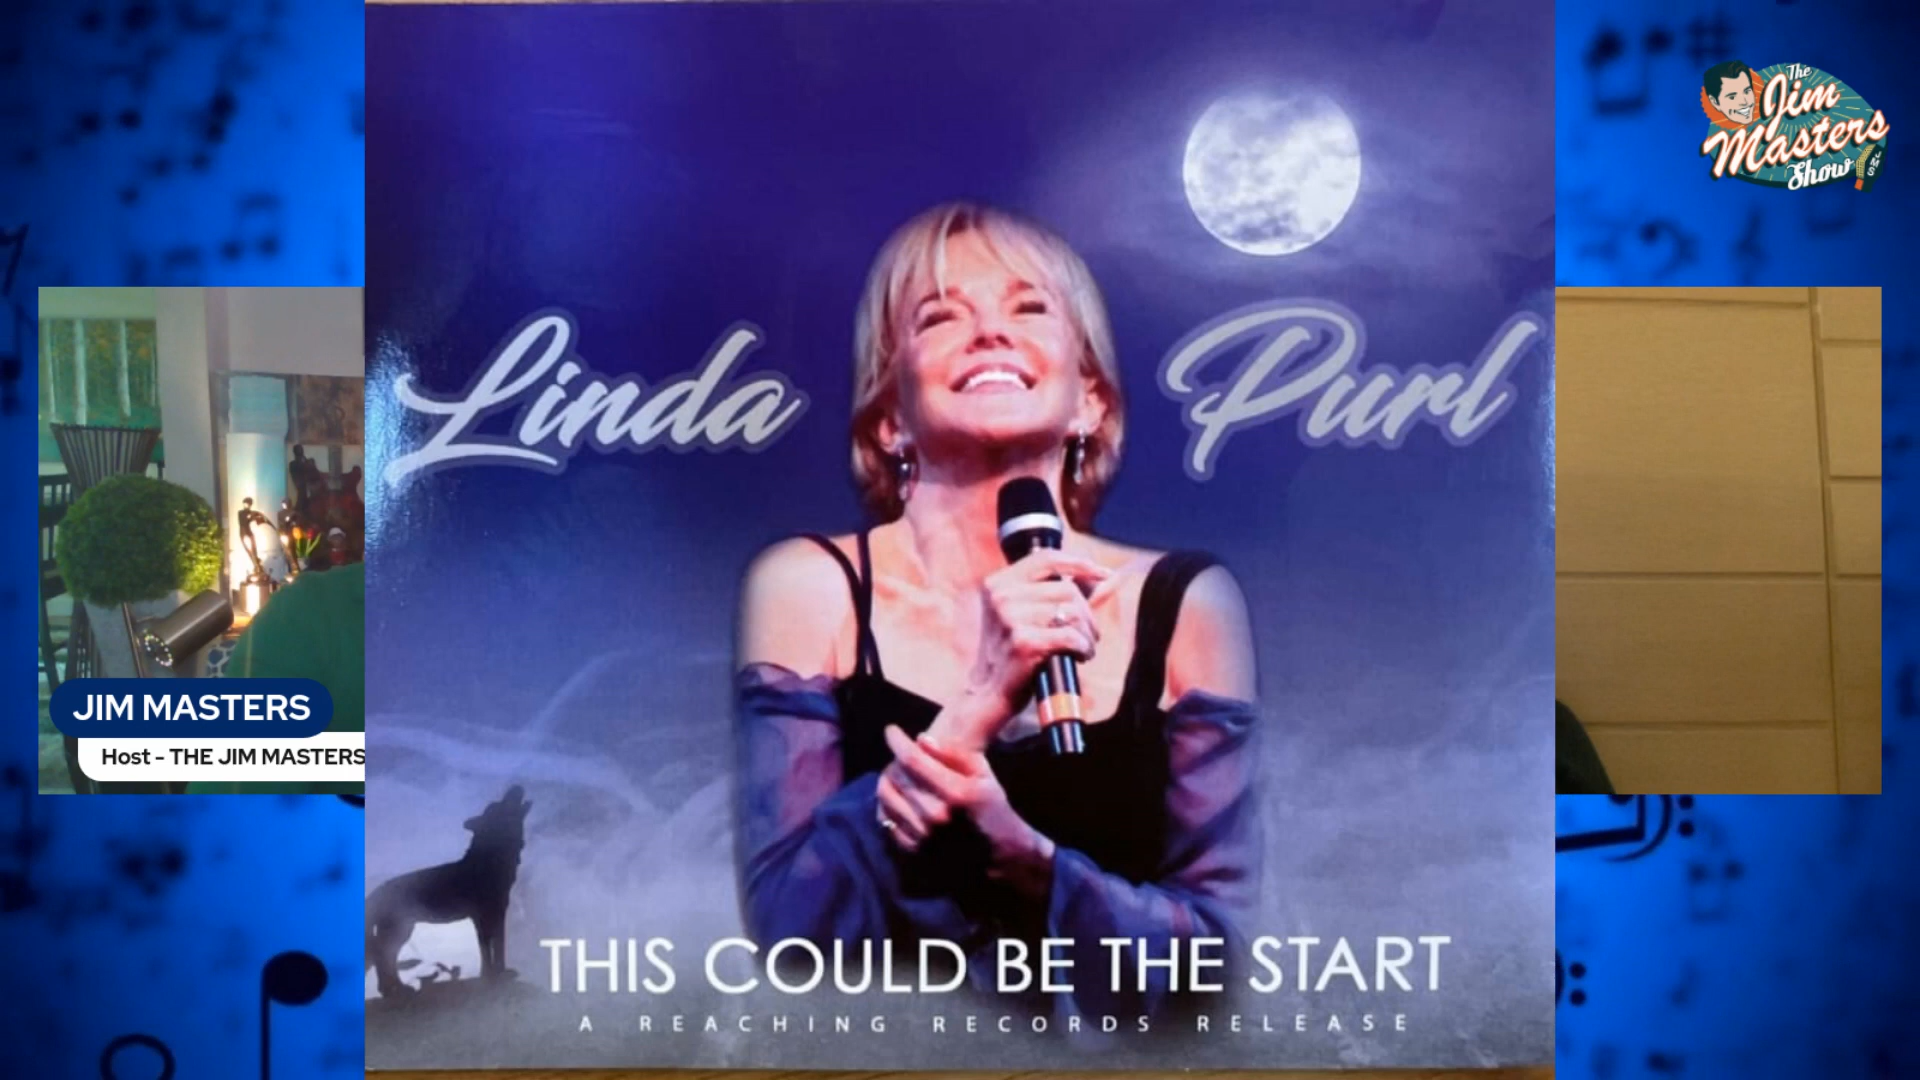 The
Jim
Masters
Show
JMS
Linda Purl
JIM MASTERS
Host - THE JIM MASTERS
THIS COULD BE THE START
A REACHING RECORDS RELEASE